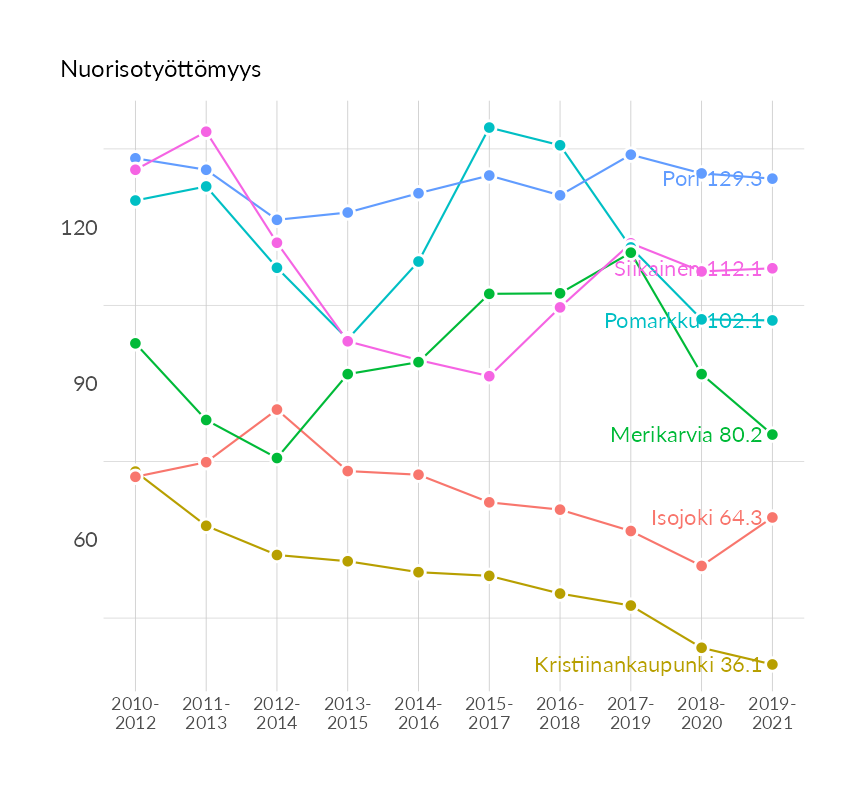 Nuorisotyöttömyys
Pori 129.3
120
Siikainen 112.1
Pomarkku 102.1
90
Merikarvia 80.2
Isojoki 64.3
60
Kristiinankaupunki 36.1
2010- 2011- 2012- 2013- 2014- 2015- 2016- 2017- 2018- 2019-
2012 2013 2014 2015 2016 2017 2018 2019 2020 2021